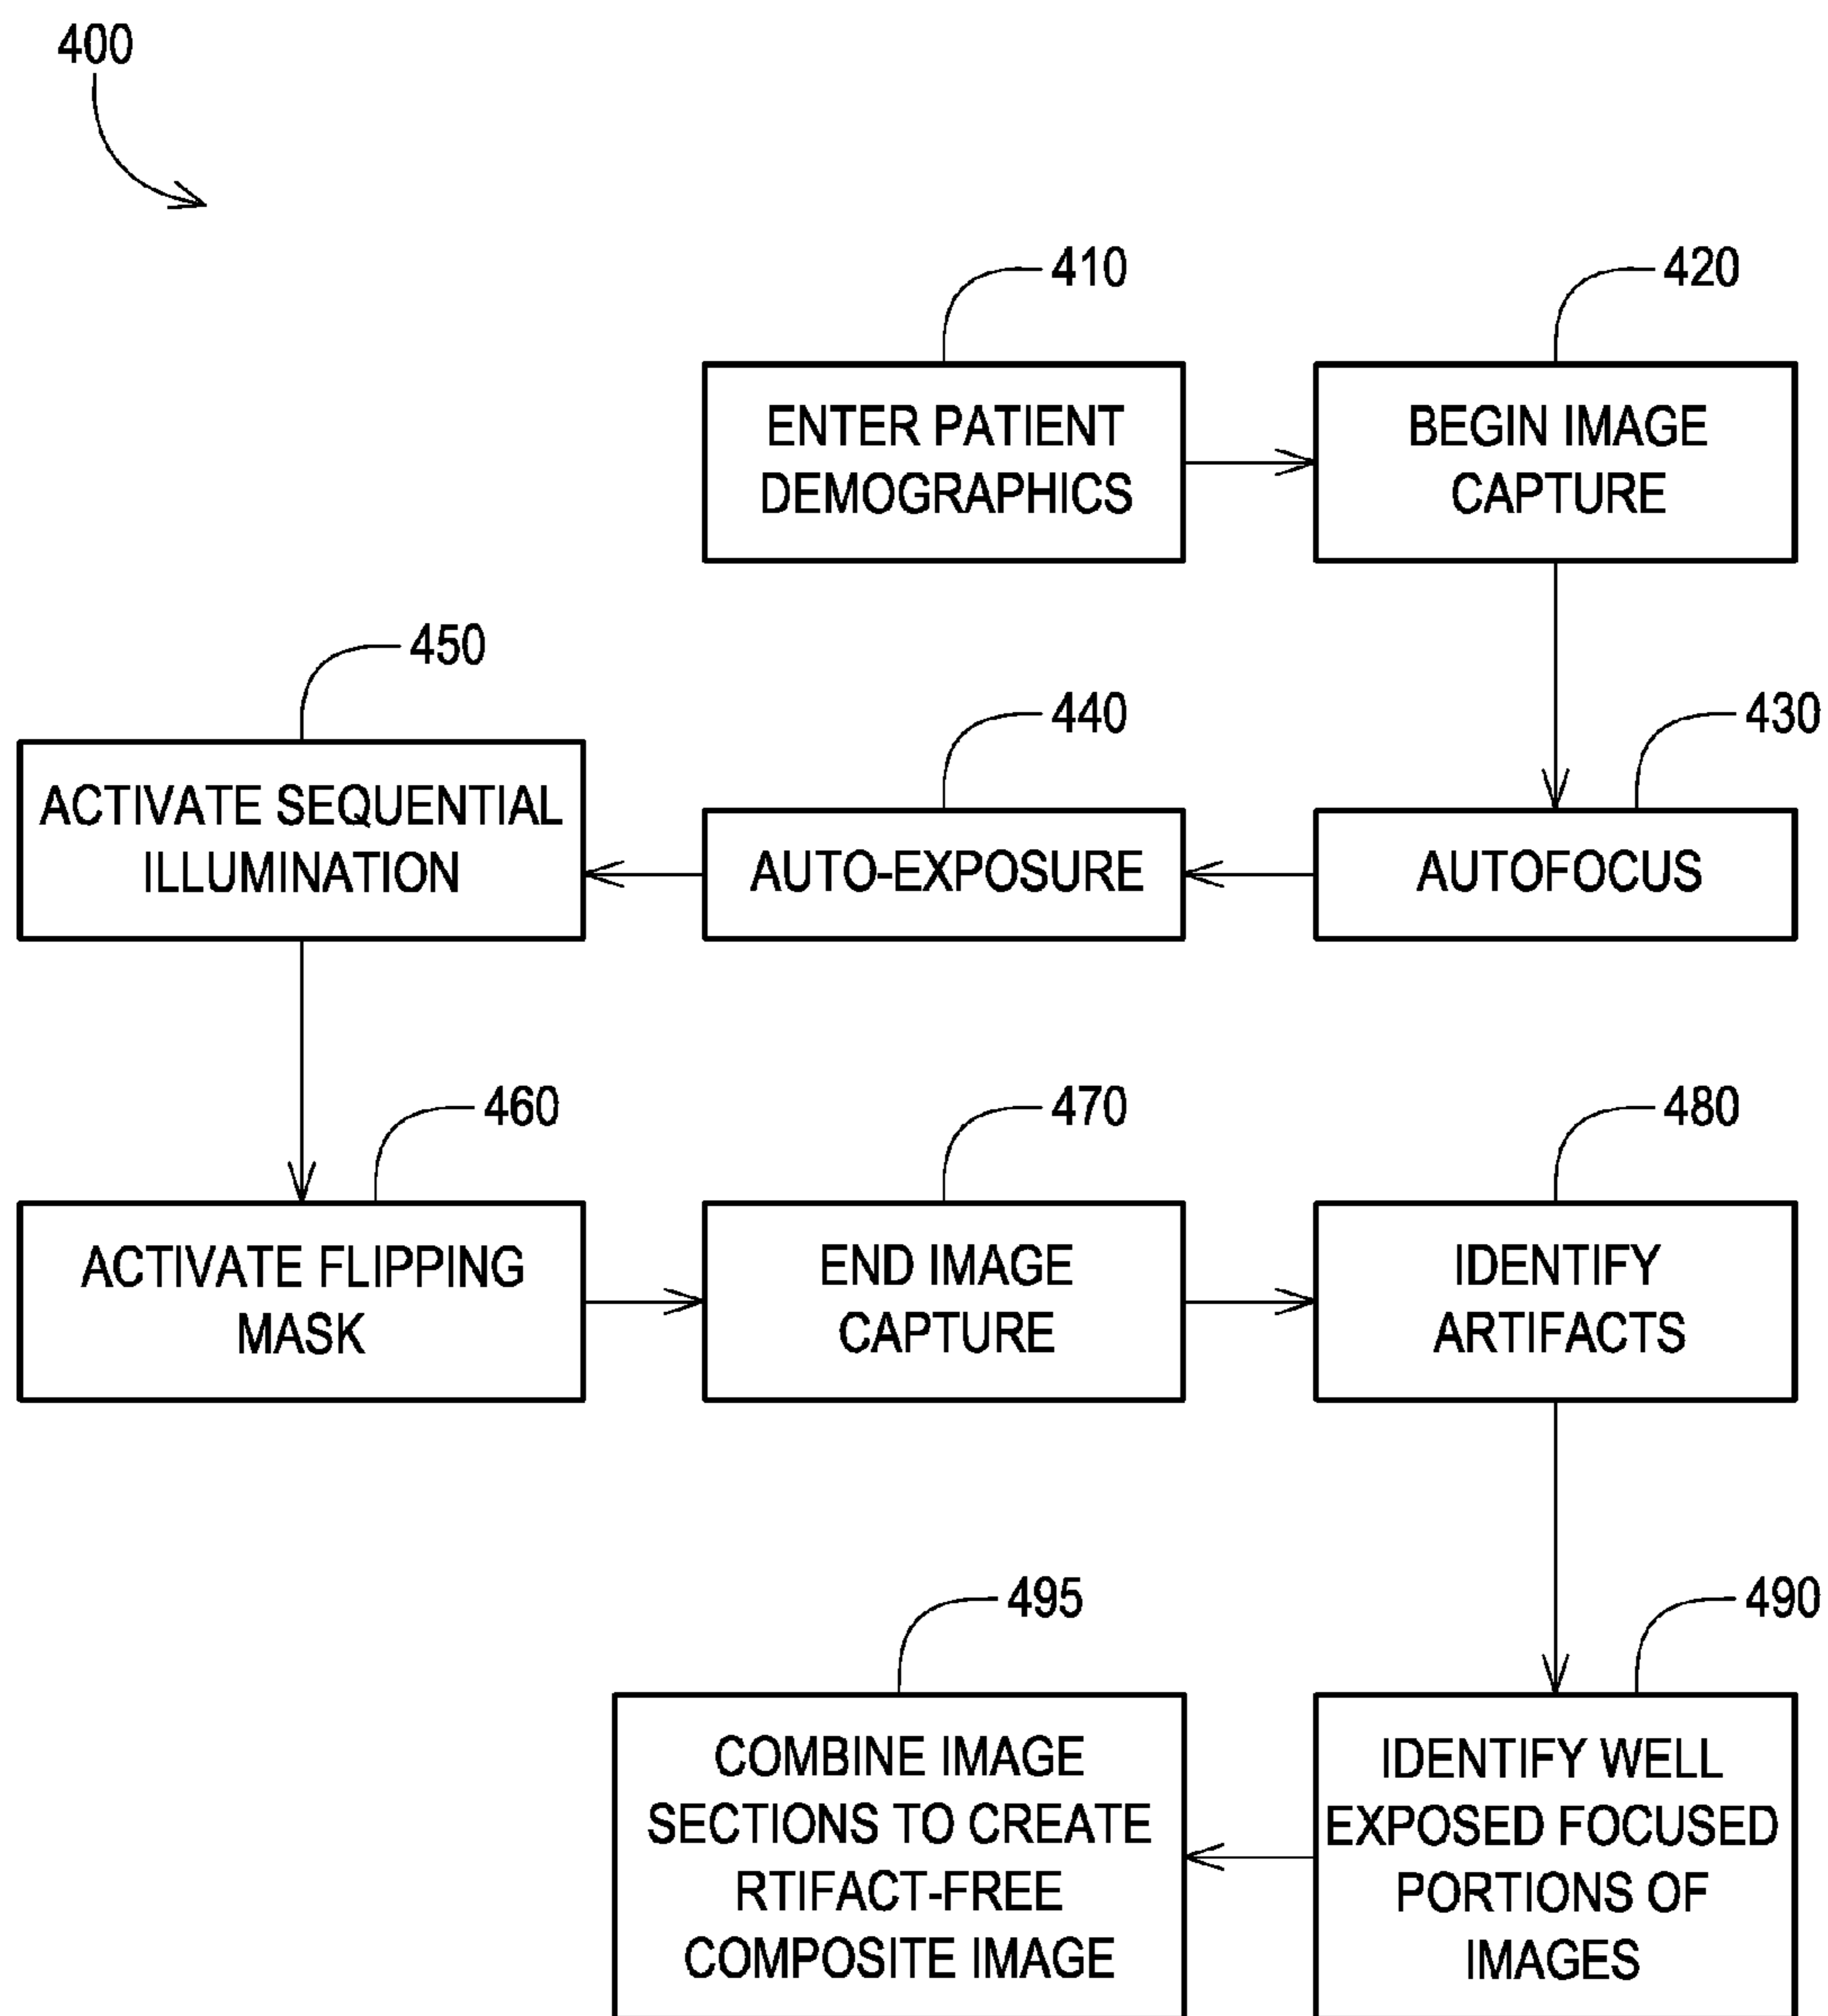 400
410
ENTER PATIENT
DEMOGRAPHICS
420
BEGIN IMAGE
CAPTURE
430
AUTOFOCUS
440
AUTO-EXPOSURE
450
ACTIVATE SEQUENTIAL
ILLUMINATION
460
ACTIVATE FLIPPING
MASK
470
END IMAGE
CAPTURE
480
IDENTIFY
ARTIFACTS
490
IDENTIFY WELL
EXPOSED FOCUSED
PORTIONS OF
IMAGES
495
COMBINE IMAGE
SECTIONS TO CREATE
RTIFACT-FREE
COMPOSITE IMAGE